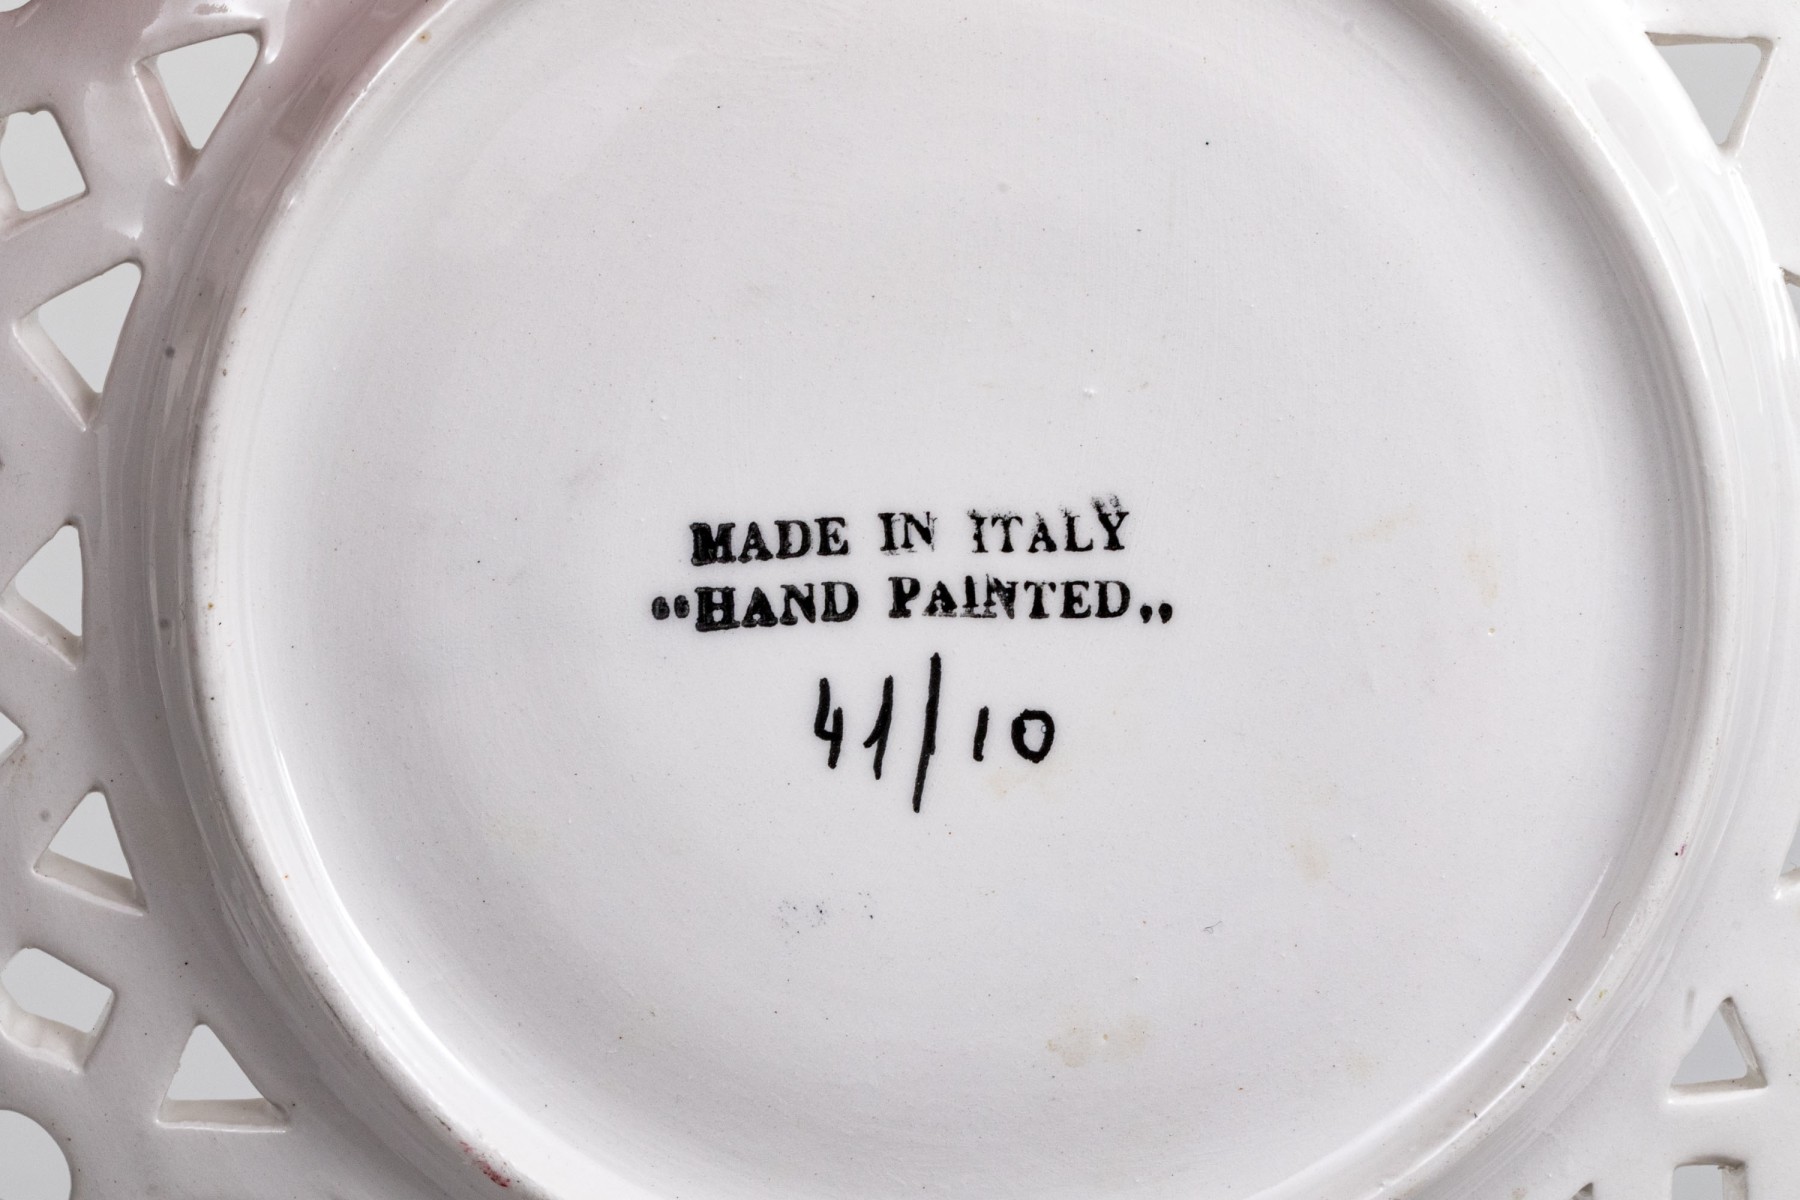 MADE IN ITALY
“HAND PAINTED„
41/10